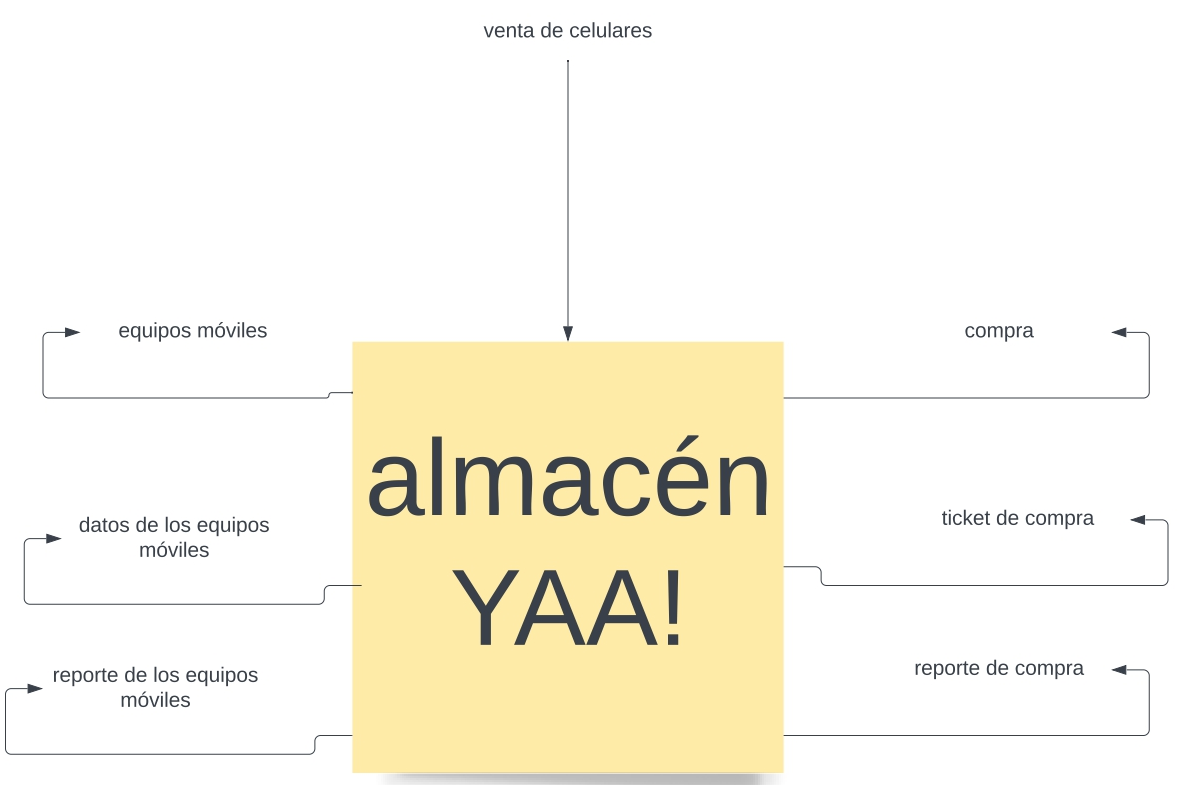 venta de celulares
equipos móviles
compra
almacén
YAA!
datos de los equipos
móviles
ticket de compra
reporte de los equipos
móviles
reporte de compra